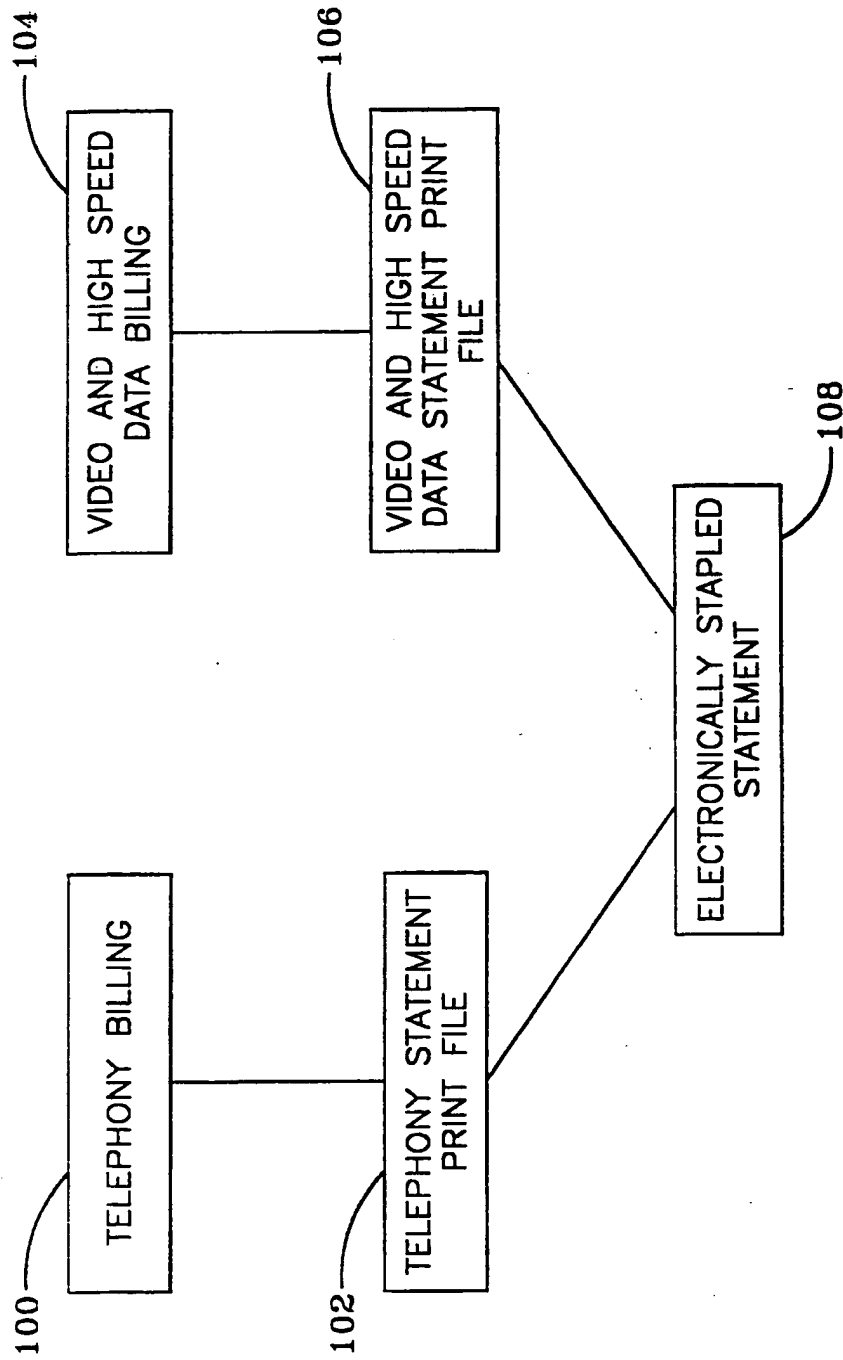 100
TELEPHONY BILLING
104
VIDEO AND HIGH SPEED
DATA BILLING
102
TELEPHONY STATEMENT
PRINT FILE
106
VIDEO AND HIGH SPEED
DATA STATEMENT PRINT
FILE
ELECTRONICALLY STAPLED
STATEMENT
108